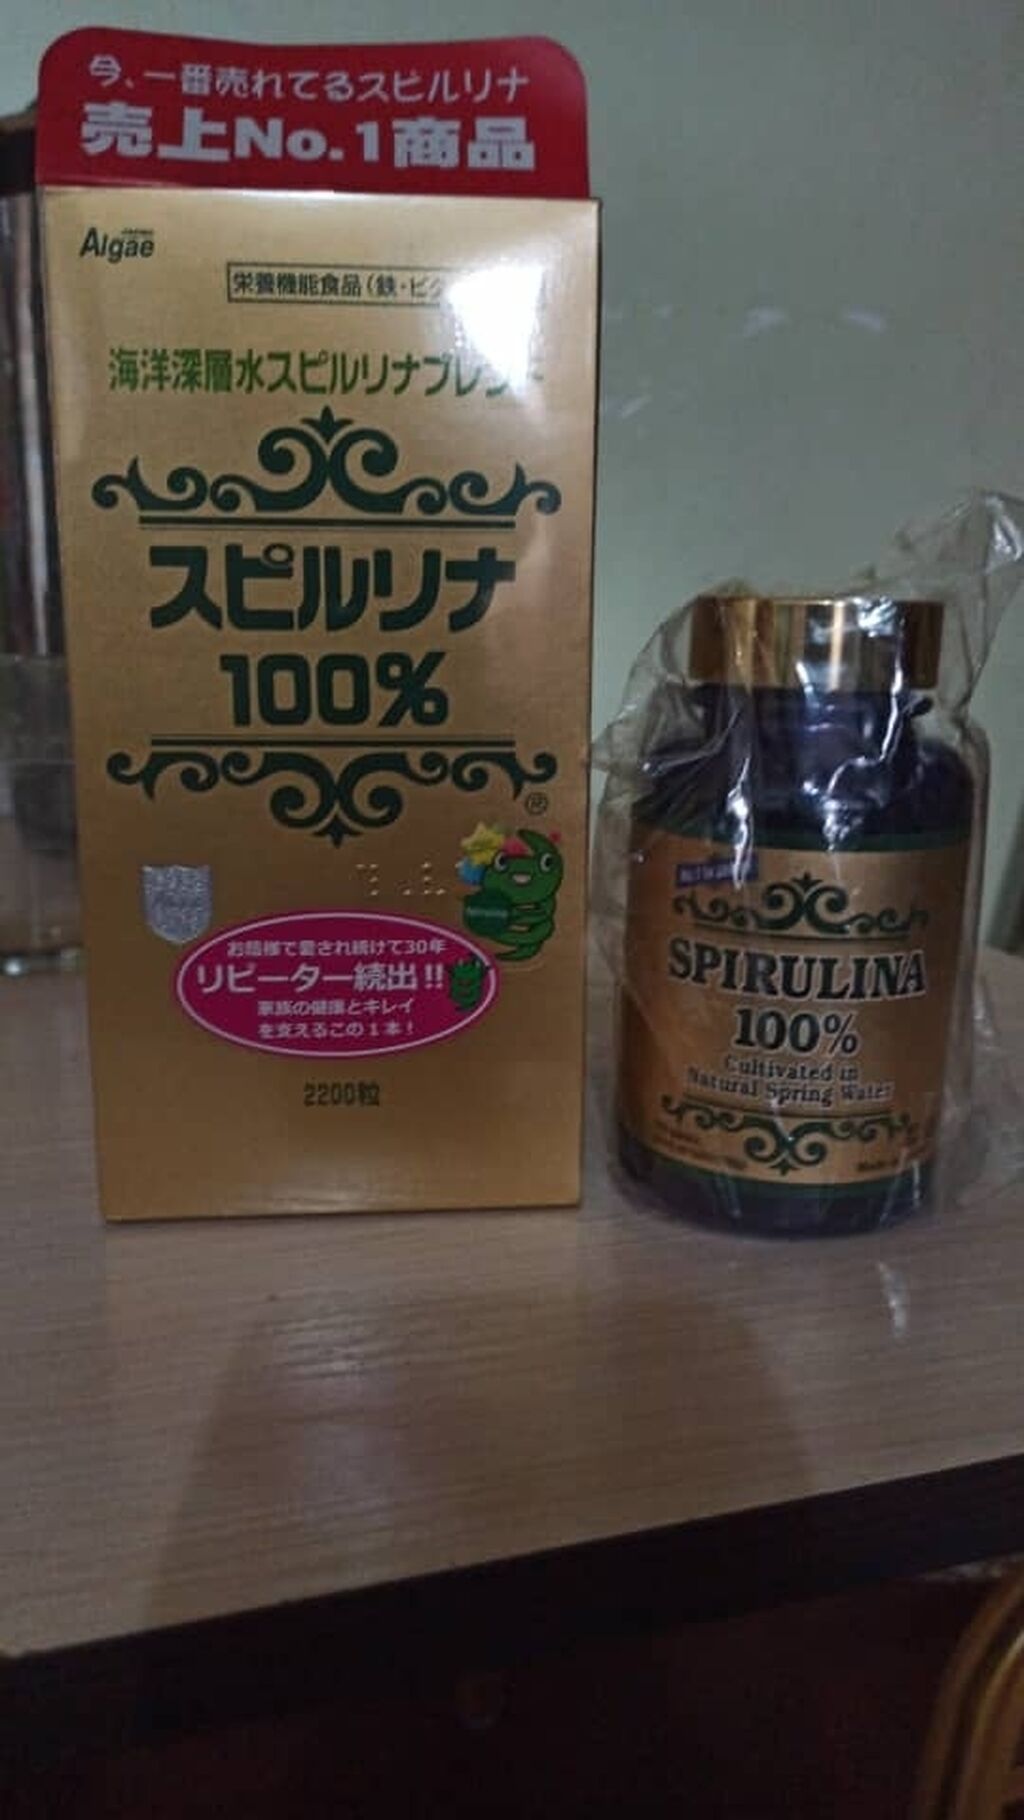 今、一番売れてるスピルリナ
売上No.1商品
Algae
栄養機能食品(鉄・ビタ
海洋深層水スピルリナブレンド
スピルリナ
100%
®
お陰様で愛され続けて30年
リピーター続出!!
家族の健康とキレイ
を支えるこの1本!
2200粒
SPIRULINA
100%
Cultivated in
Natural Spring Water
Made in